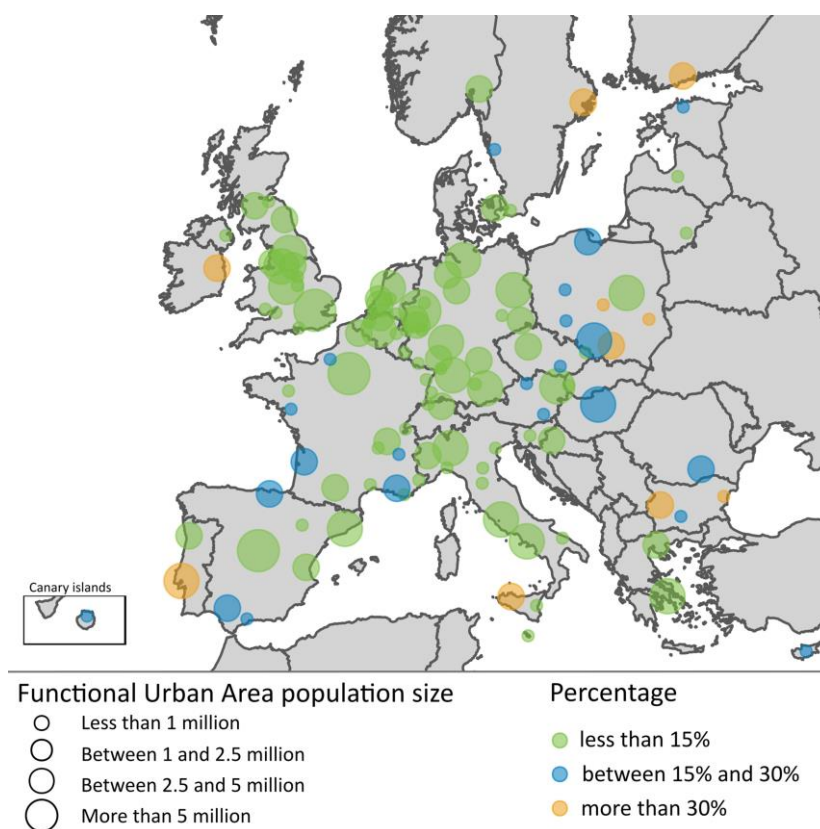 Canary islands
Functional Urban Area population size
Less than 1 million
Between 1 and 2.5 million
Between 2.5 and 5 million
More than 5 million
Percentage
less than 15%
between 15% and 30%
more than 30%